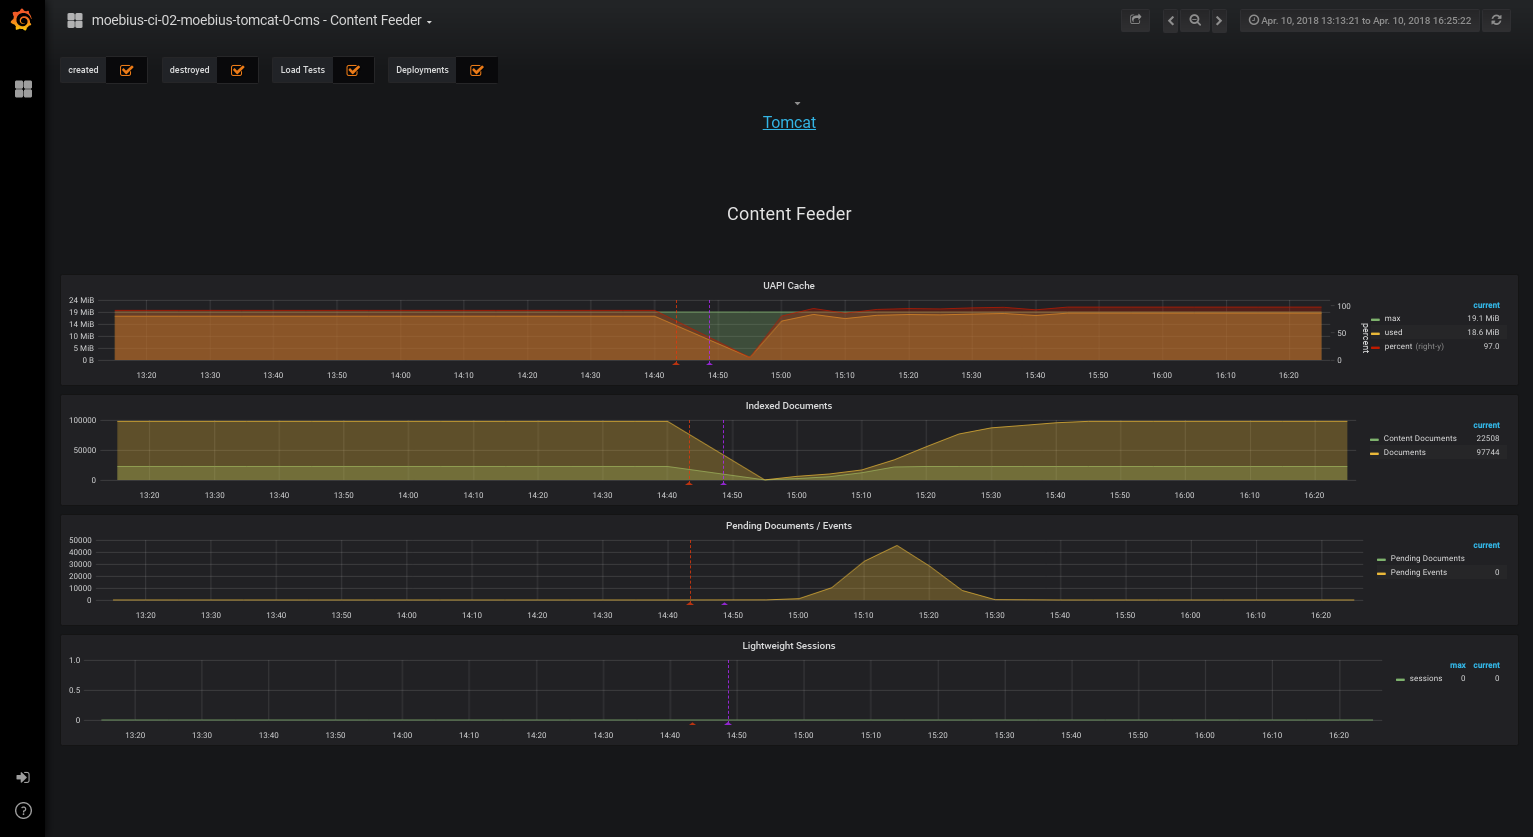 moebius-ci-02-moebius-tomcat-0-cms - Content Feeder
Apr. 10, 2018 13:13:21 to Apr. 10, 2018 16:25:22
created
destroyed
Load Tests
Deployments
Tomcat
Content Feeder
UAPI Cache
24 MiB
19 MiB
14 MiB
10 MiB
5 MiB
0 B
100
50
0
percent
13:20 13:30 13:40 13:50 14:00 14:10 14:20 14:30 14:40 14:50 15:00 15:10 15:20 15:30 15:40 15:50 16:00 16:10 16:20
current
max 19.1 MiB
used 18.6 MiB
percent (right-y) 97.0
Indexed Documents
100000
50000
0
13:20 13:30 13:40 13:50 14:00 14:10 14:20 14:30 14:40 14:50 15:00 15:10 15:20 15:30 15:40 15:50 16:00 16:10 16:20
current
Content Documents 22508
Documents 97744
Pending Documents / Events
50000
40000
30000
20000
10000
0
13:20 13:30 13:40 13:50 14:00 14:10 14:20 14:30 14:40 14:50 15:00 15:10 15:20 15:30 15:40 15:50 16:00 16:10 16:20
current
Pending Documents
Pending Events 0
Lightweight Sessions
1.0
0.5
0
13:20 13:30 13:40 13:50 14:00 14:10 14:20 14:30 14:40 14:50 15:00 15:10 15:20 15:30 15:40 15:50 16:00 16:10 16:20
max current
sessions 0 0